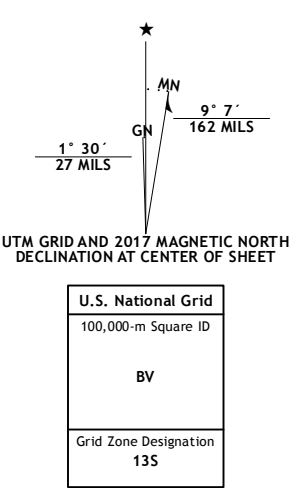 ★
MN
GN
9° 7´
162 MILS
1° 30´
27 MILS
UTM GRID AND 2017 MAGNETIC NORTH
DECLINATION AT CENTER OF SHEET
U.S. National Grid
100,000-m Square ID
BV
Grid Zone Designation
13S